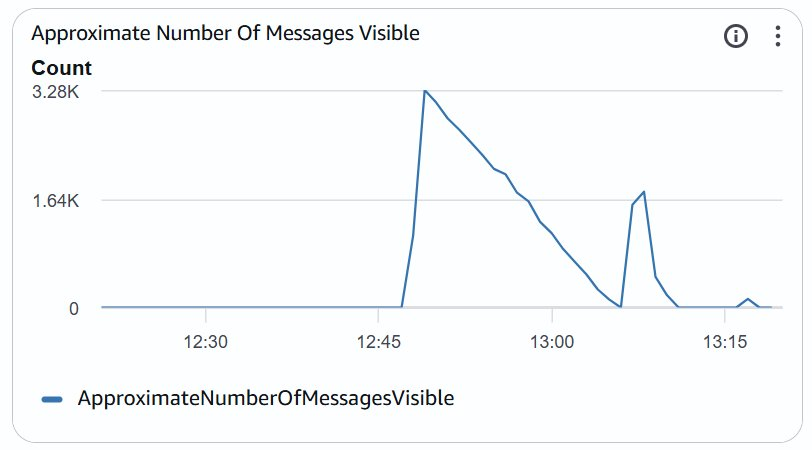 Approximate Number Of Messages Visible
Count
3.28K
1.64K
0
12:30 12:45 13:00 13:15
ApproximateNumberOfMessagesVisible